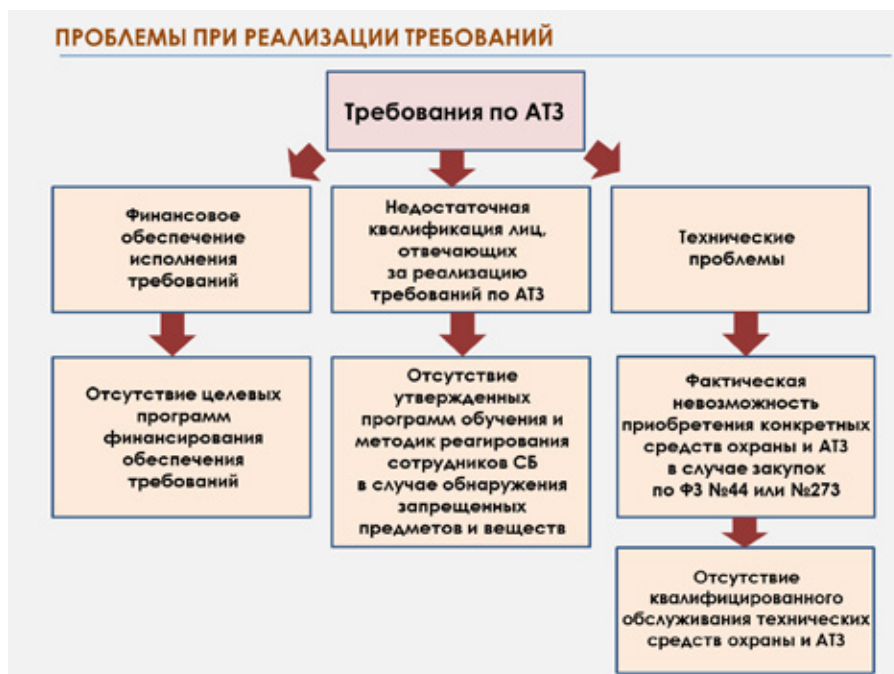 ПРОБЛЕМЫ ПРИ РЕАЛИЗАЦИИ ТРЕБОВАНИЙ
Требования по АТЗ
Финансовое
обеспечение
исполнения
требований
Недостаточная
квалификация лиц,
отвечающих
за реализацию
требований по АТЗ
Технические
проблемы
Отсутствие целевых
программ
финансирования
обеспечения
требований
Отсутствие
утвержденных
программ обучения и
методик реагирования
сотрудников СБ
в случае обнаружения
запрещенных
предметов и веществ
Фактическая
невозможность
приобретения конкретных
средств охраны и АТЗ
в случае закупок
по ФЗ №44 или №273
Отсутствие
квалифицированного
обслуживания технических
средств охраны и АТЗ